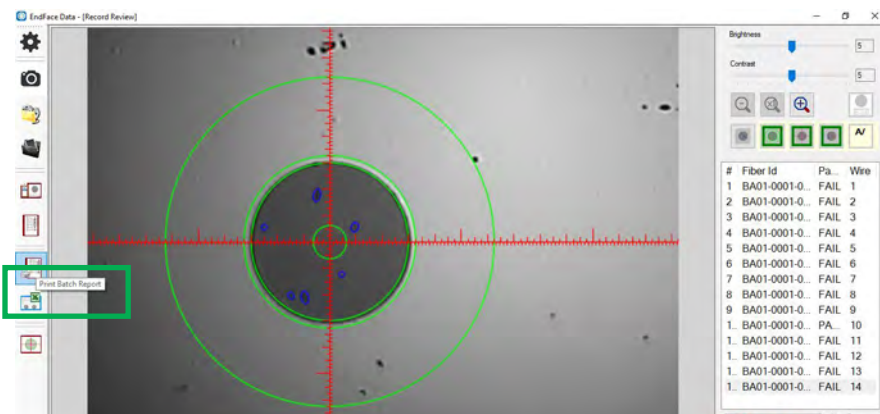 EndFace Data - [Record Review]
Brightness
5
Contrast
5
A/
# Fiber Id Pa... Wire
1 BA01-0001-0... FAIL 1
2 BA01-0001-0... FAIL 2
3 BA01-0001-0... FAIL 3
4 BA01-0001-0... FAIL 4
5 BA01-0001-0... FAIL 5
6 BA01-0001-0... FAIL 6
7 BA01-0001-0... FAIL 7
8 BA01-0001-0... FAIL 8
9 BA01-0001-0... FAIL 9
1... BA01-0001-0... PA... 10
1... BA01-0001-0... FAIL 11
1... BA01-0001-0... FAIL 12
1... BA01-0001-0... FAIL 13
1... BA01-0001-0... FAIL 14
Print Batch Report